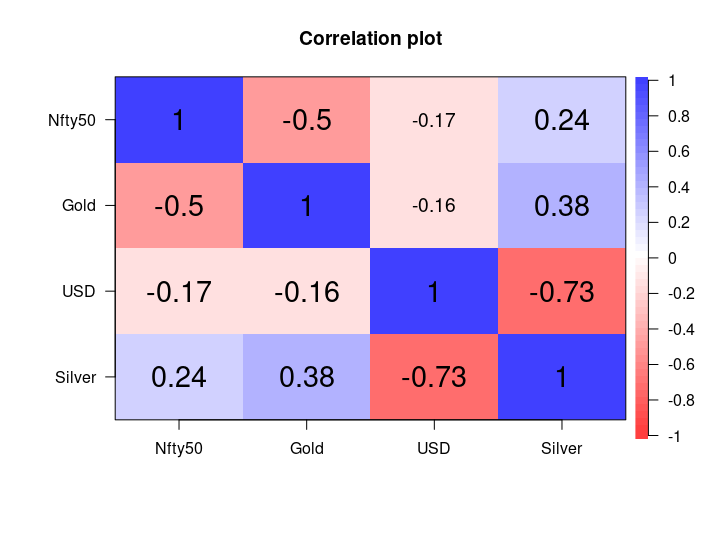 Correlation plot
Nfty50 1 -0.5 -0.17 0.24
Gold -0.5 1 -0.16 0.38
USD -0.17 -0.16 1 -0.73
Silver 0.24 0.38 -0.73 1
Nfty50 Gold USD Silver
1
0.8
0.6
0.4
0.2
0
-0.2
-0.4
-0.6
-0.8
-1